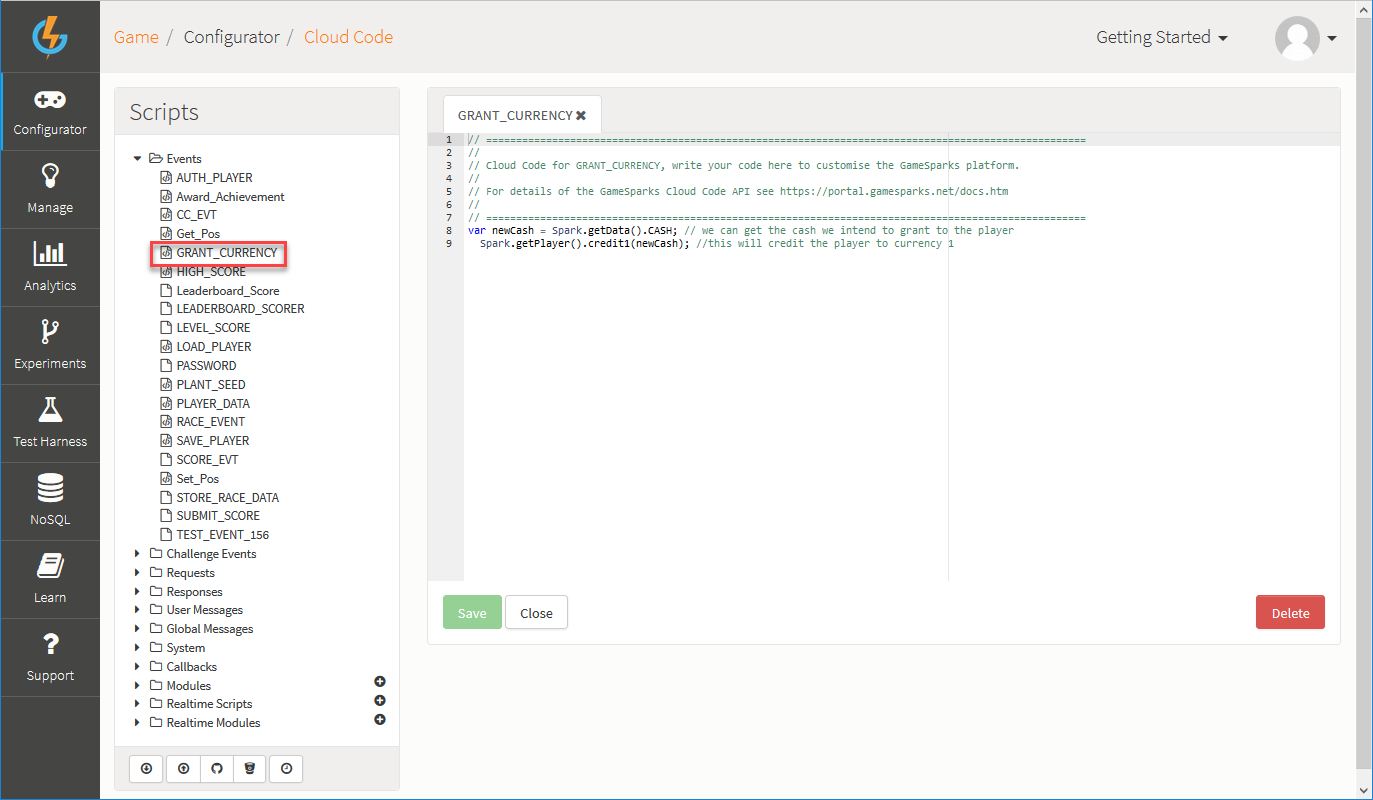 Game / Configurator / Cloud Code
Getting Started
Configurator
Manage
Analytics
Experiments
Test Harness
NoSQL
Learn
Support
Scripts
Events
AUTH_PLAYER
Award_Achievement
CC_EVT
Get_Pos
GRANT_CURRENCY
HIGH_SCORE
Leaderboard_Score
LEADERBOARD_SCORER
LEVEL_SCORE
LOAD_PLAYER
PASSWORD
PLANT_SEED
PLAYER_DATA
RACE_EVENT
SAVE_PLAYER
SCORE_EVT
Set_Pos
STORE_RACE_DATA
SUBMIT_SCORE
TEST_EVENT_156
Challenge Events
Requests
Responses
User Messages
Global Messages
System
Callbacks
Modules
Realtime Scripts
Realtime Modules
GRANT_CURRENCY
1 // ====================================================================================================
2 //
3 // Cloud Code for GRANT_CURRENCY, write your code here to customise the GameSparks platform.
4 //
5 // For details of the GameSparks Cloud Code API see https://portal.gamesparks.net/docs.htm
6 //
7 // ====================================================================================================
8 var newCash = Spark.getData().CASH; // we can get the cash we intend to grant to the player
9 Spark.getPlayer().credit1(newCash); //this will credit the player to currency 1
Save
Close
Delete